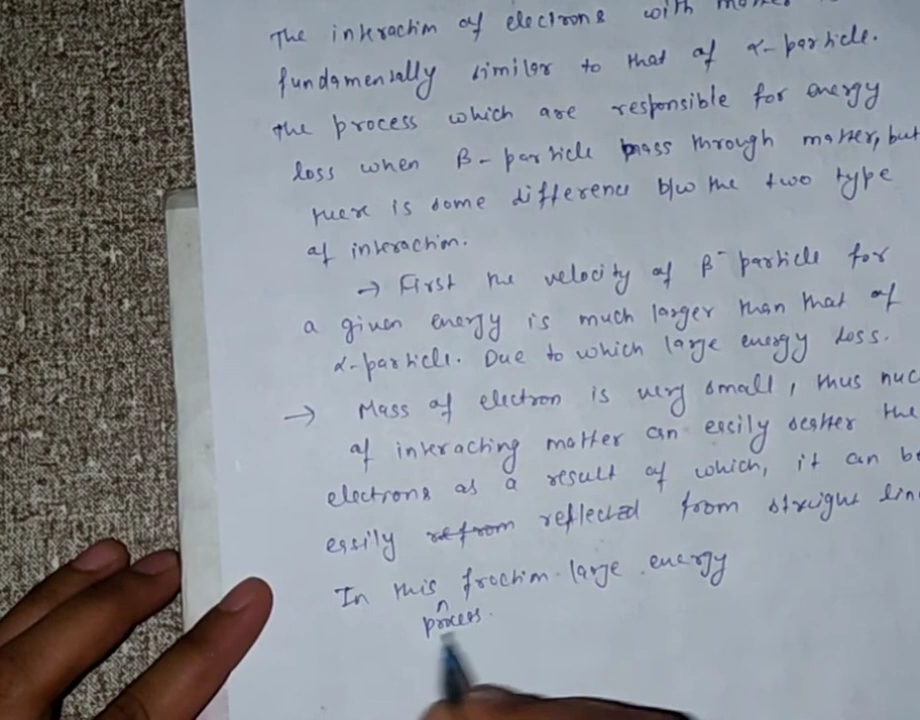 The interaction of electrons with
fundamentally similar to that of α-particle.
The process which are responsible for energy
loss when β-particle pass through matter, but
there is some difference b/w the two type
of interaction.
→ First the velocity of β⁻ particle for
a given energy is much larger than that of
α-particle. Due to which large energy loss.
→ Mass of electron is very small, thus nuc
of interacting matter can easily scatter the
electrons as a result of which, it can be
easily reflected from straight lin
In this process fraction large energy